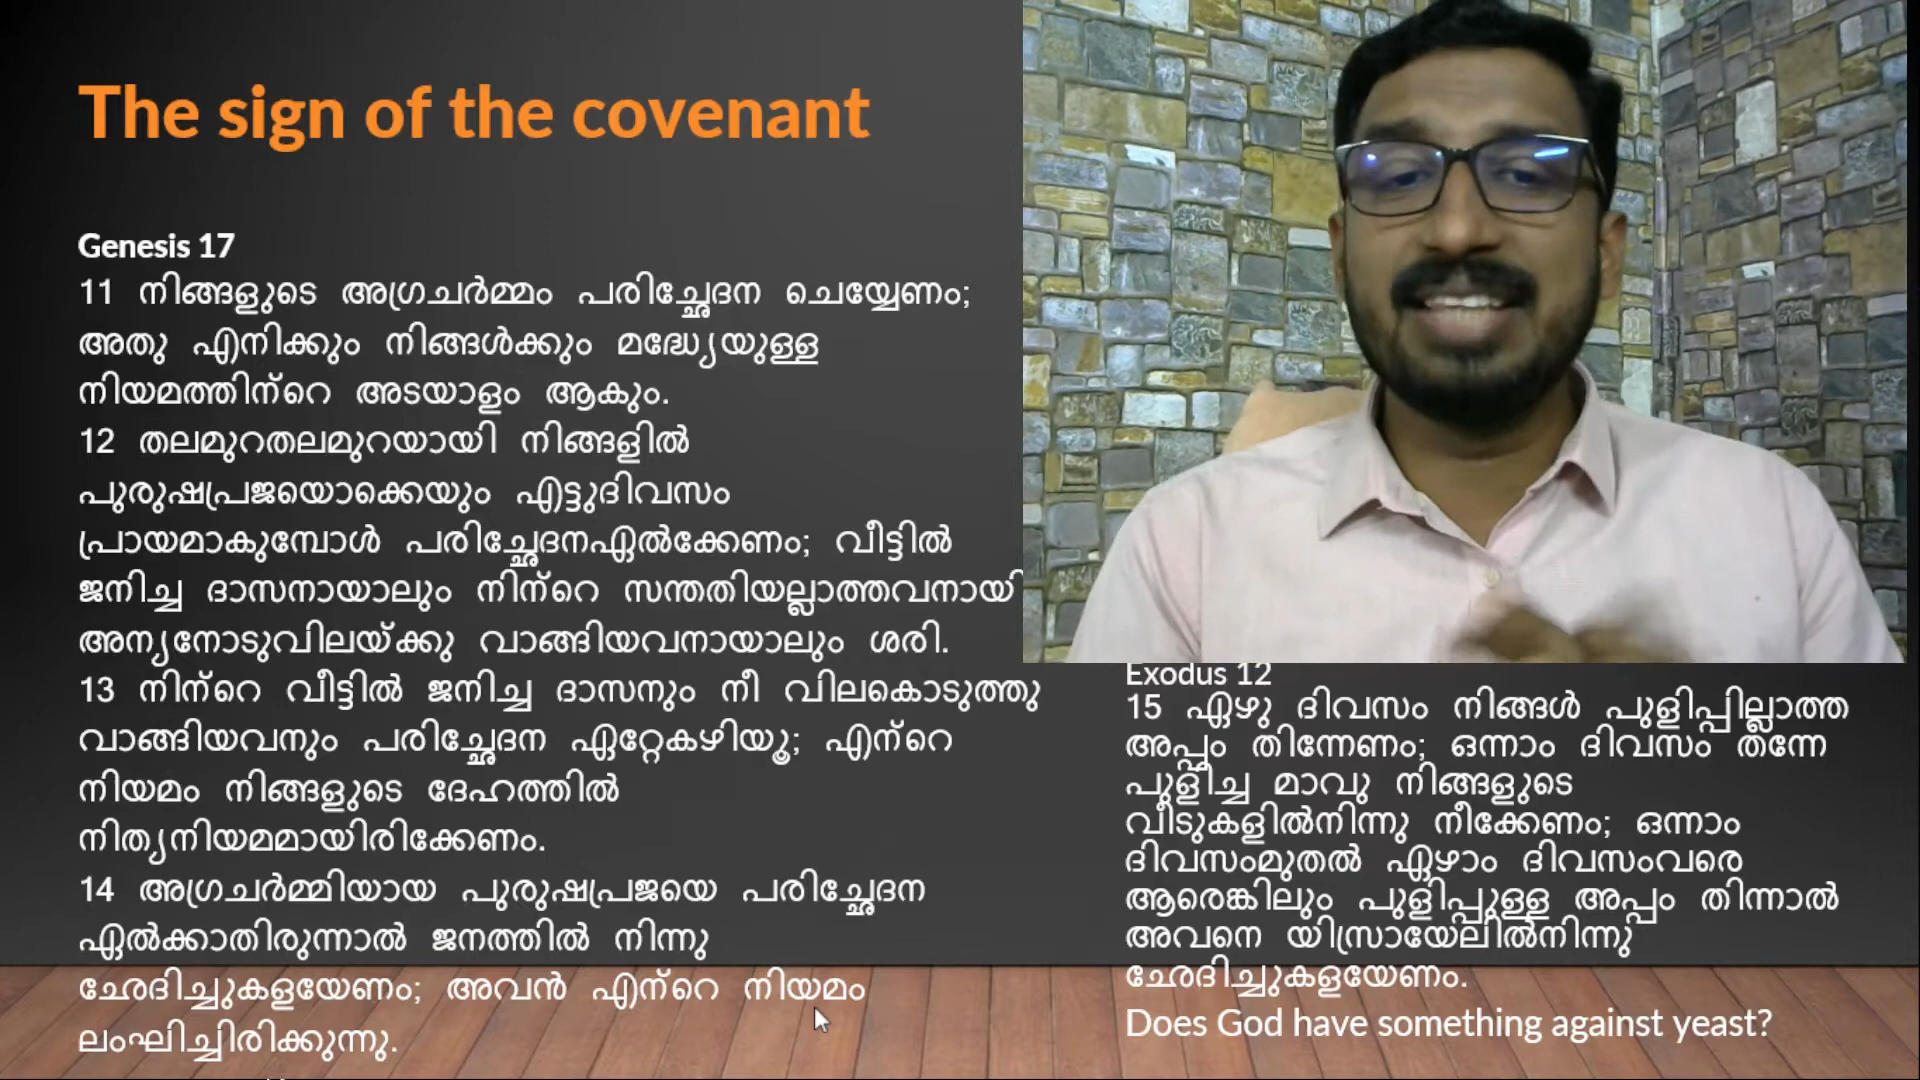 The sign of the covenant
Genesis 17
11 നിങ്ങളുടെ അഗ്രചർമ്മം പരിച്ഛേദന ചെയ്യേണം;
അതു എനിക്കും നിങ്ങൾക്കും മദ്ധ്യേയുള്ള
നിയമത്തിന്റെ അടയാളം ആകും.
12 തലമുറതലമുറയായി നിങ്ങളിൽ
പുരുഷപ്രജയൊക്കെയും എട്ടുദിവസം
പ്രായമാകുമ്പോൾ പരിച്ഛേദനഏൽക്കേണം; വീട്ടിൽ
ജനിച്ച ദാസനായാലും നിന്റെ സന്തതിയല്ലാത്തവനായി
അന്യനോടുവിലയ്ക്കു വാങ്ങിയവനായാലും ശരി.
13 നിന്റെ വീട്ടിൽ ജനിച്ച ദാസനും നീ വിലകൊടുത്തു
വാങ്ങിയവനും പരിച്ഛേദന ഏറ്റേകഴിയൂ; എന്റെ
നിയമം നിങ്ങളുടെ ദേഹത്തിൽ
നിത്യനിയമമായിരിക്കേണം.
14 അഗ്രചർമ്മിയായ പുരുഷപ്രജയെ പരിച്ഛേദന
ഏൽക്കാതിരുന്നാൽ ജനത്തിൽ നിന്നു
ഛേദിച്ചുകളയേണം; അവൻ എന്റെ നിയമം
ലംഘിച്ചിരിക്കുന്നു.
Exodus 12
15 ഏഴു ദിവസം നിങ്ങൾ പുളിപ്പില്ലാത്ത
അപ്പം തിന്നേണം; ഒന്നാം ദിവസം തന്നേ
പുളിച്ച മാവു നിങ്ങളുടെ
വീടുകളിൽനിന്നു നീക്കേണം; ഒന്നാം
ദിവസംമുതൽ ഏഴാം ദിവസംവരെ
ആരെങ്കിലും പുളിപ്പുള്ള അപ്പം തിന്നാൽ
അവനെ യിസ്രായേലിൽനിന്നു
ഛേദിച്ചുകളയേണം.
Does God have something against yeast?